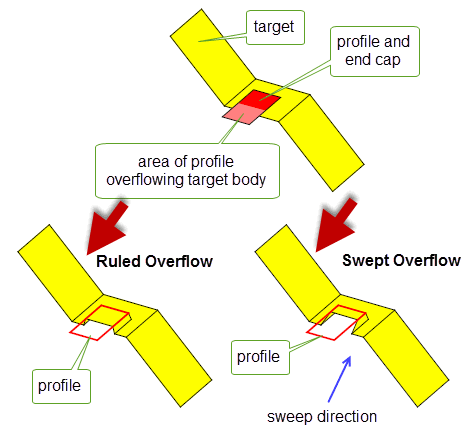 target
profile and
end cap
area of profile
overflowing target body
Ruled Overflow
Swept Overflow
profile
profile
sweep direction